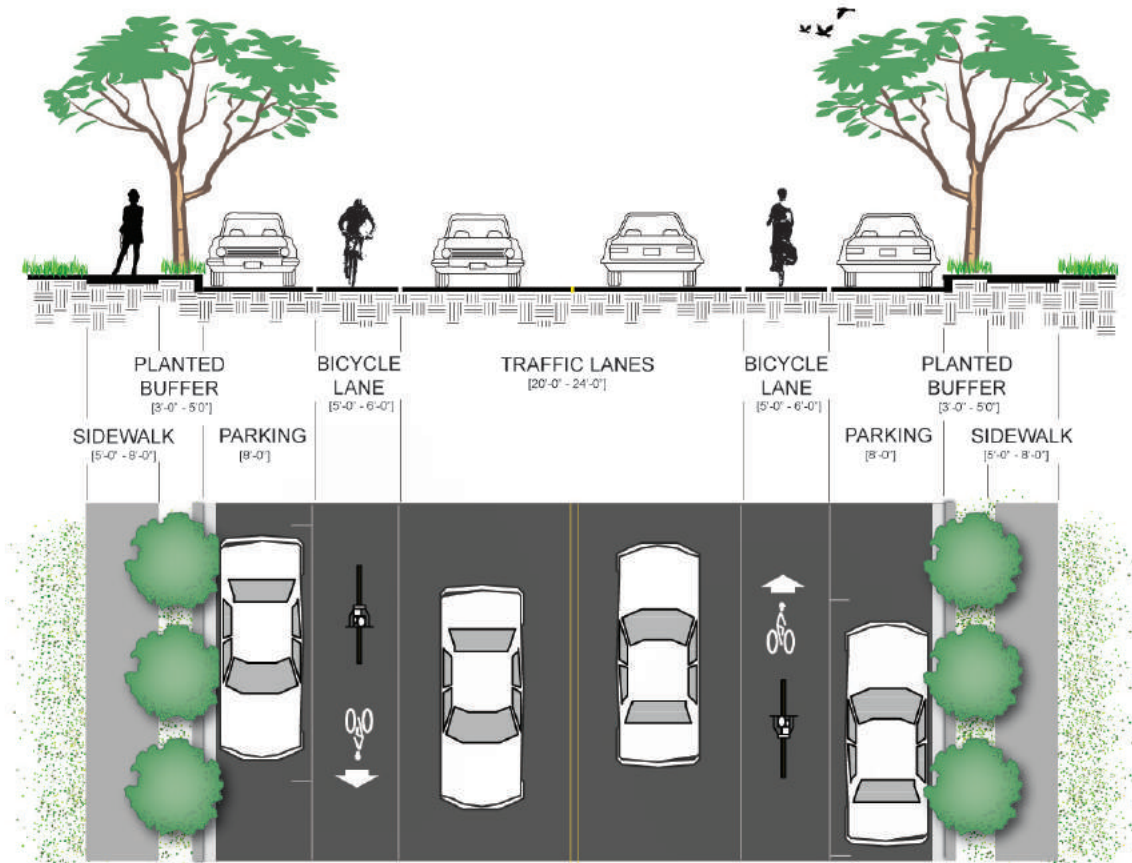 PLANTED
BUFFER
[3'-0" - 5'0"]
BICYCLE
LANE
[5'-0" - 6'-0"]
TRAFFIC LANES
[20'-0" - 24'-0"]
BICYCLE
LANE
[5'-0" - 6'-0"]
PLANTED
BUFFER
[3'-0" - 5'0"]
SIDEWALK
[5'-0" - 8'-0"]
PARKING
[8'-0"]
PARKING
[8'-0"]
SIDEWALK
[5'-0" - 8'-0"]